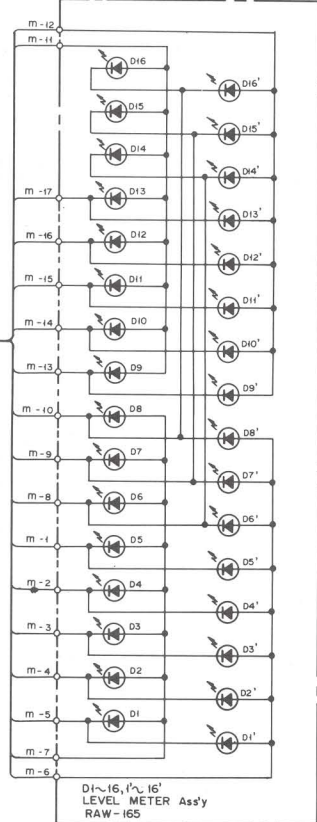 m-12
m-11
D16
D16'
D15
D15'
D14
D14'
m-17
D13
D13'
m-16
D12
D12'
m-15
D11
D11'
m-14
D10
D10'
m-13
D9
D9'
m-10
D8
D8'
m-9
D7
D7'
m-8
D6
D6'
m-1
D5
D5'
m-2
D4
D4'
m-3
D3
D3'
m-4
D2
D2'
m-5
D1
D1'
m-7
m-6
D1~16, 1'~16'
LEVEL METER Ass'y
RAW-165